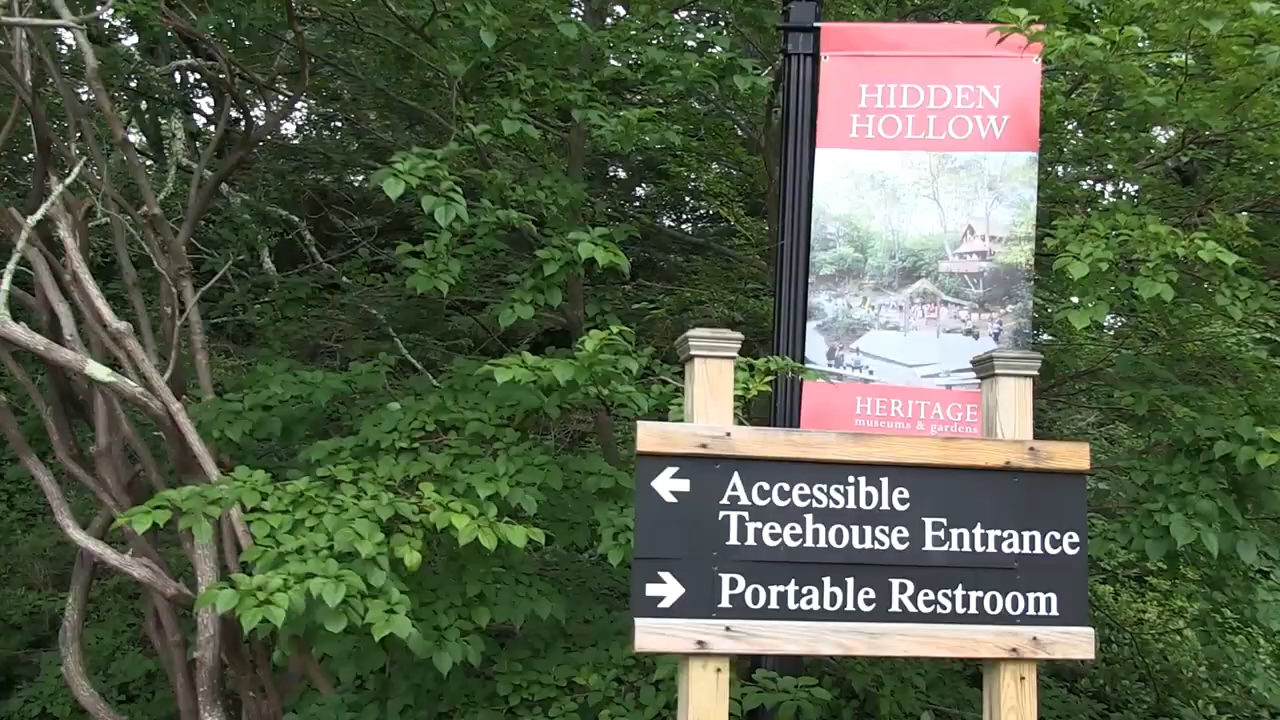 HIDDEN
HOLLOW
HERITAGE
museums & gardens
← Accessible
Treehouse Entrance
→ Portable Restroom